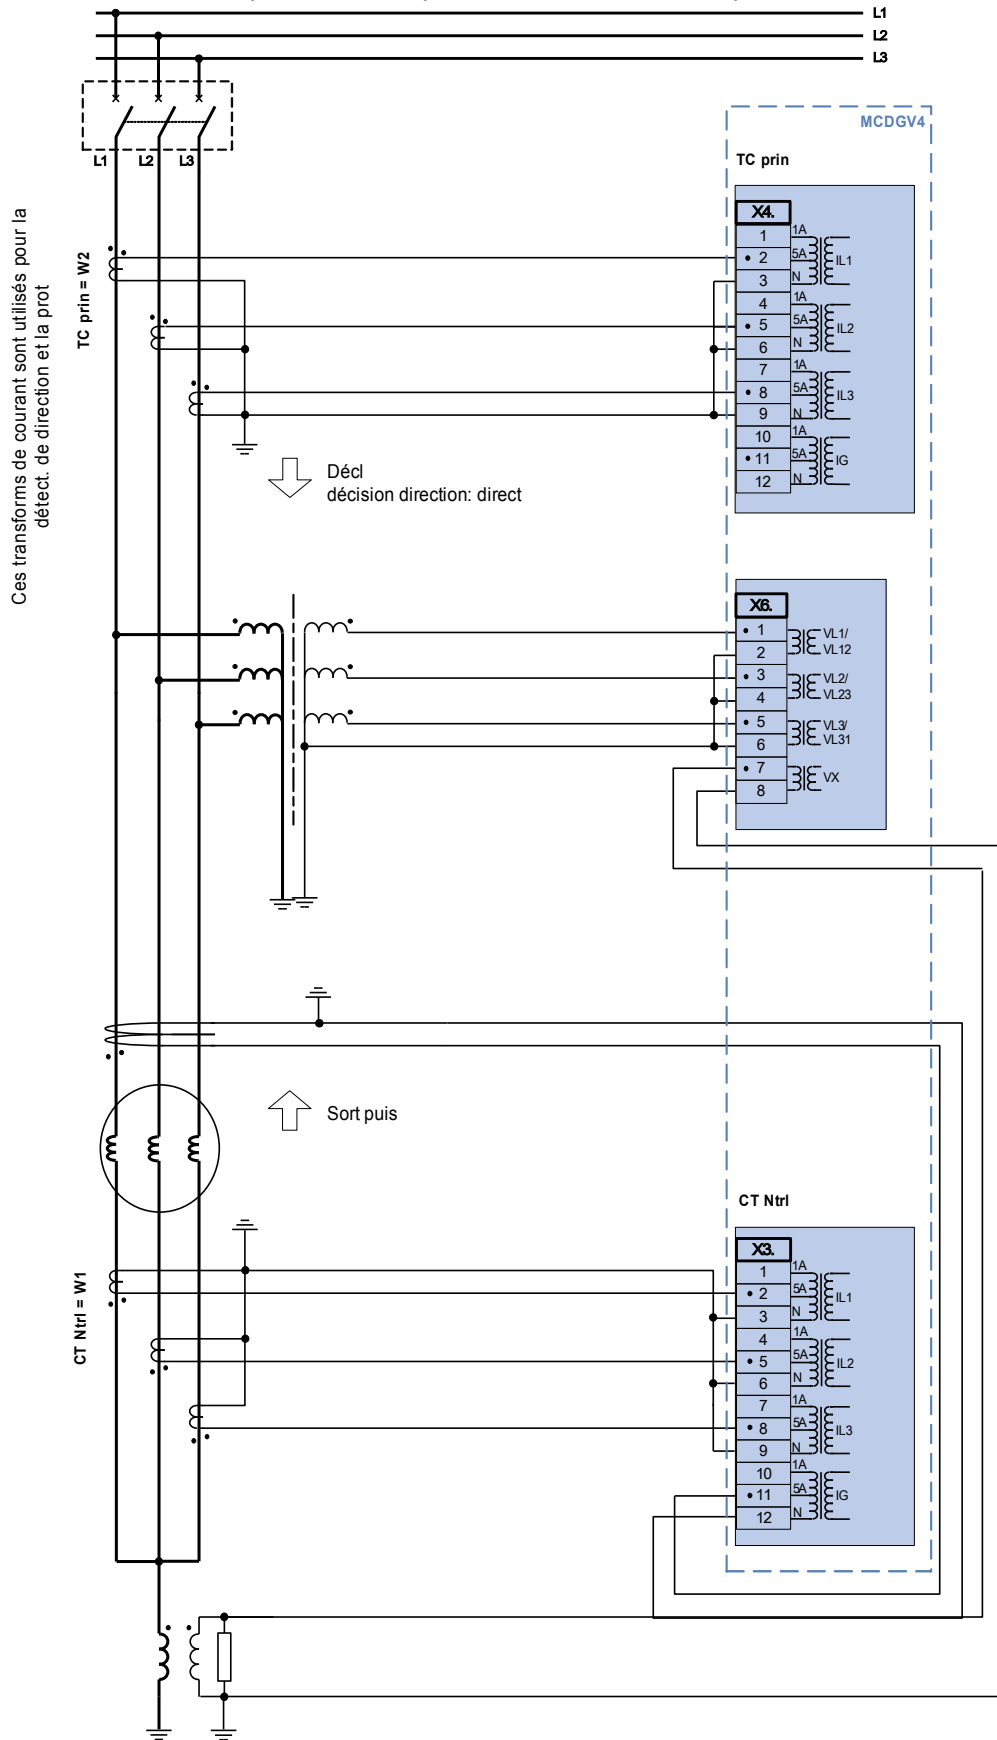 L1
L2
L3
L1
L2
L3
Ces transforms de courant sont utilisés pour la
détect. de direction et la prot
TC prin = W2
MCDGV4
TC prin
X4.
1 1A
2 5A IL1
3 N
4 1A
5 5A IL2
6 N
7 1A
8 5A IL3
9 N
10 1A
11 5A IG
12 N
Décl
décision direction: direct
X6.
1 VL1/
2 VL12
3 VL2/
4 VL23
5 VL3/
6 VL31
7 VX
8
Sort puis
CT Ntrl
CT Ntrl = W1
X3.
1 1A
2 5A IL1
3 N
4 1A
5 5A IL2
6 N
7 1A
8 5A IL3
9 N
10 1A
11 5A IG
12 N